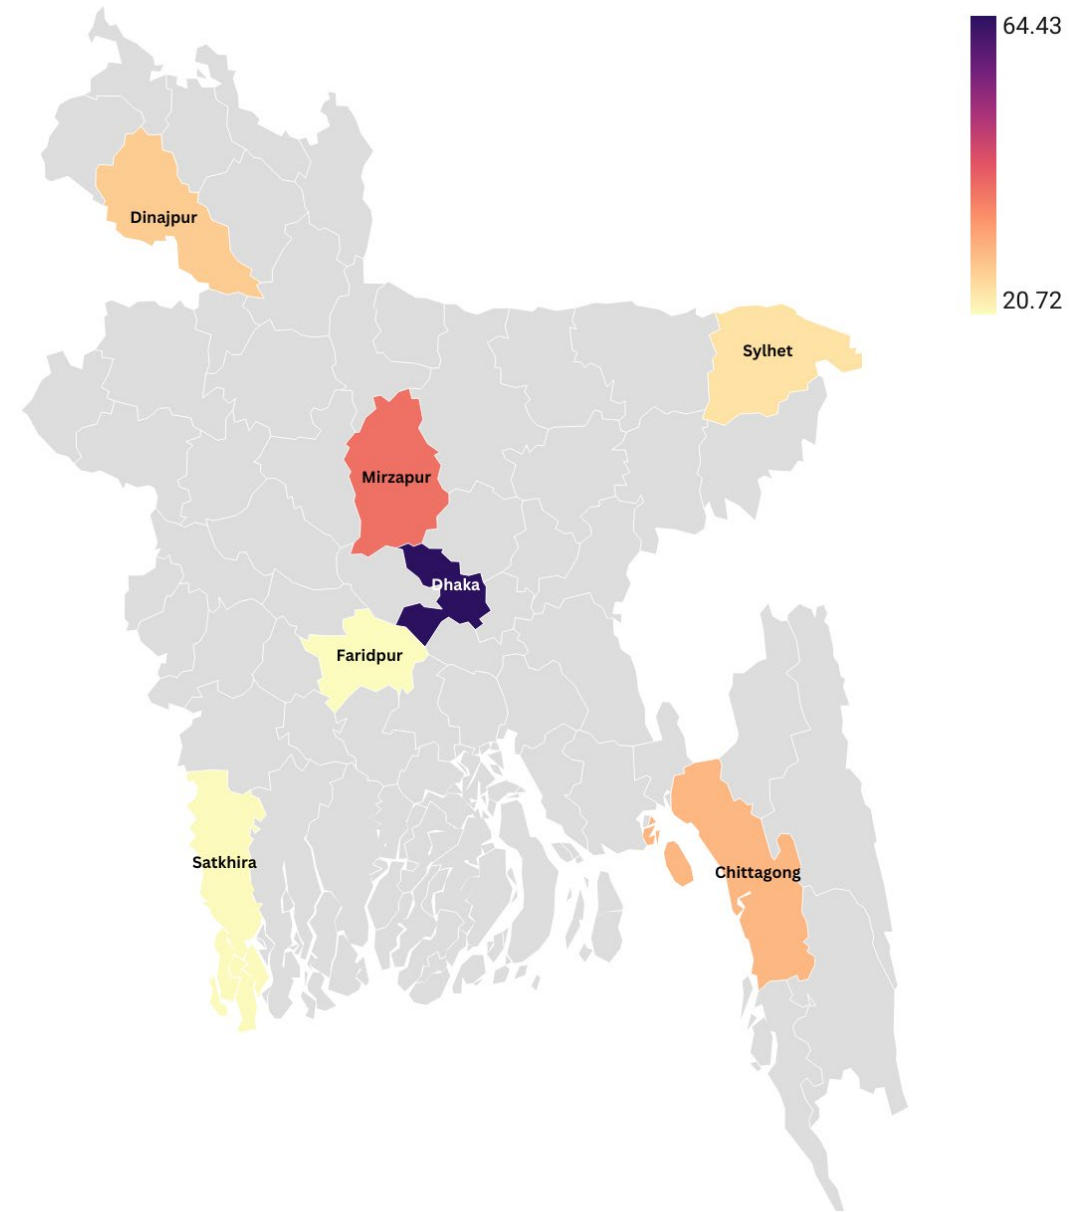 64.43
20.72
Dinajpur
Sylhet
Mirzapur
Dhaka
Faridpur
Satkhira
Chittagong